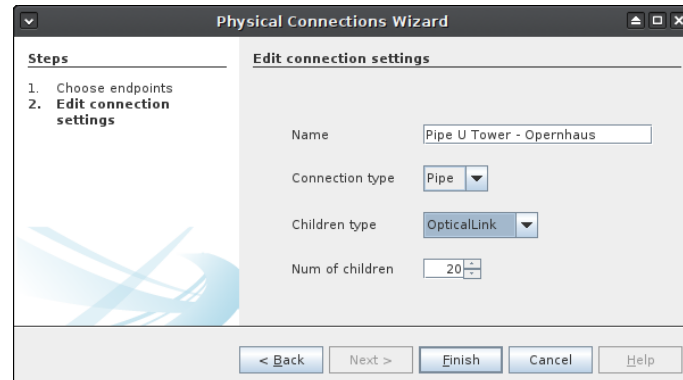 Physical Connections Wizard
Steps
1. Choose endpoints
2. Edit connection
settings
Edit connection settings
Name
Pipe U Tower - Opernhaus
Connection type
Pipe
Children type
OpticalLink
Num of children
20
< Back
Next >
Finish
Cancel
Help